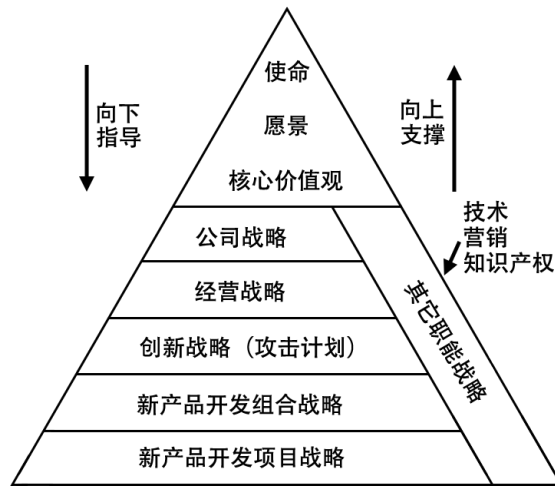 使命
愿景
核心价值观
向下
指导
向上
支撑
技术
营销
知识产权
公司战略
经营战略
创新战略（攻击计划）
新产品开发组合战略
新产品开发项目战略
其它职能战略